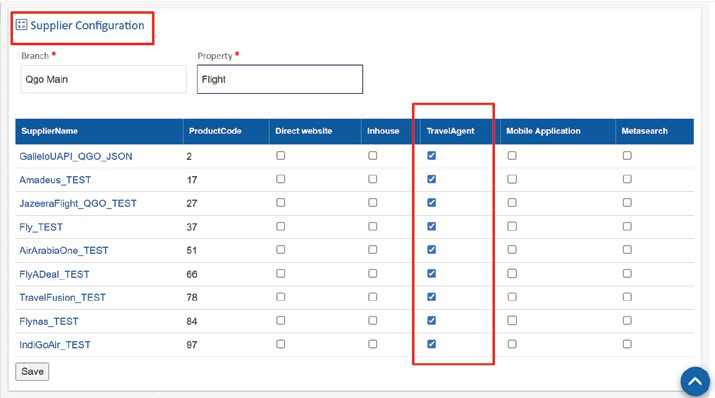 Supplier Configuration
Branch * Property *
Qgo Main Flight
SupplierName ProductCode Direct website Inhouse TravelAgent Mobile Application Metasearch
GalileoUAPI_QGO_JSON 2
Amadeus_TEST 17
JazeeraFlight_QGO_TEST 27
Fly_TEST 37
AirArabiaOne_TEST 51
FlyADeal_TEST 66
TravelFusion_TEST 78
Flynas_TEST 84
IndiGoAir_TEST 97
Save